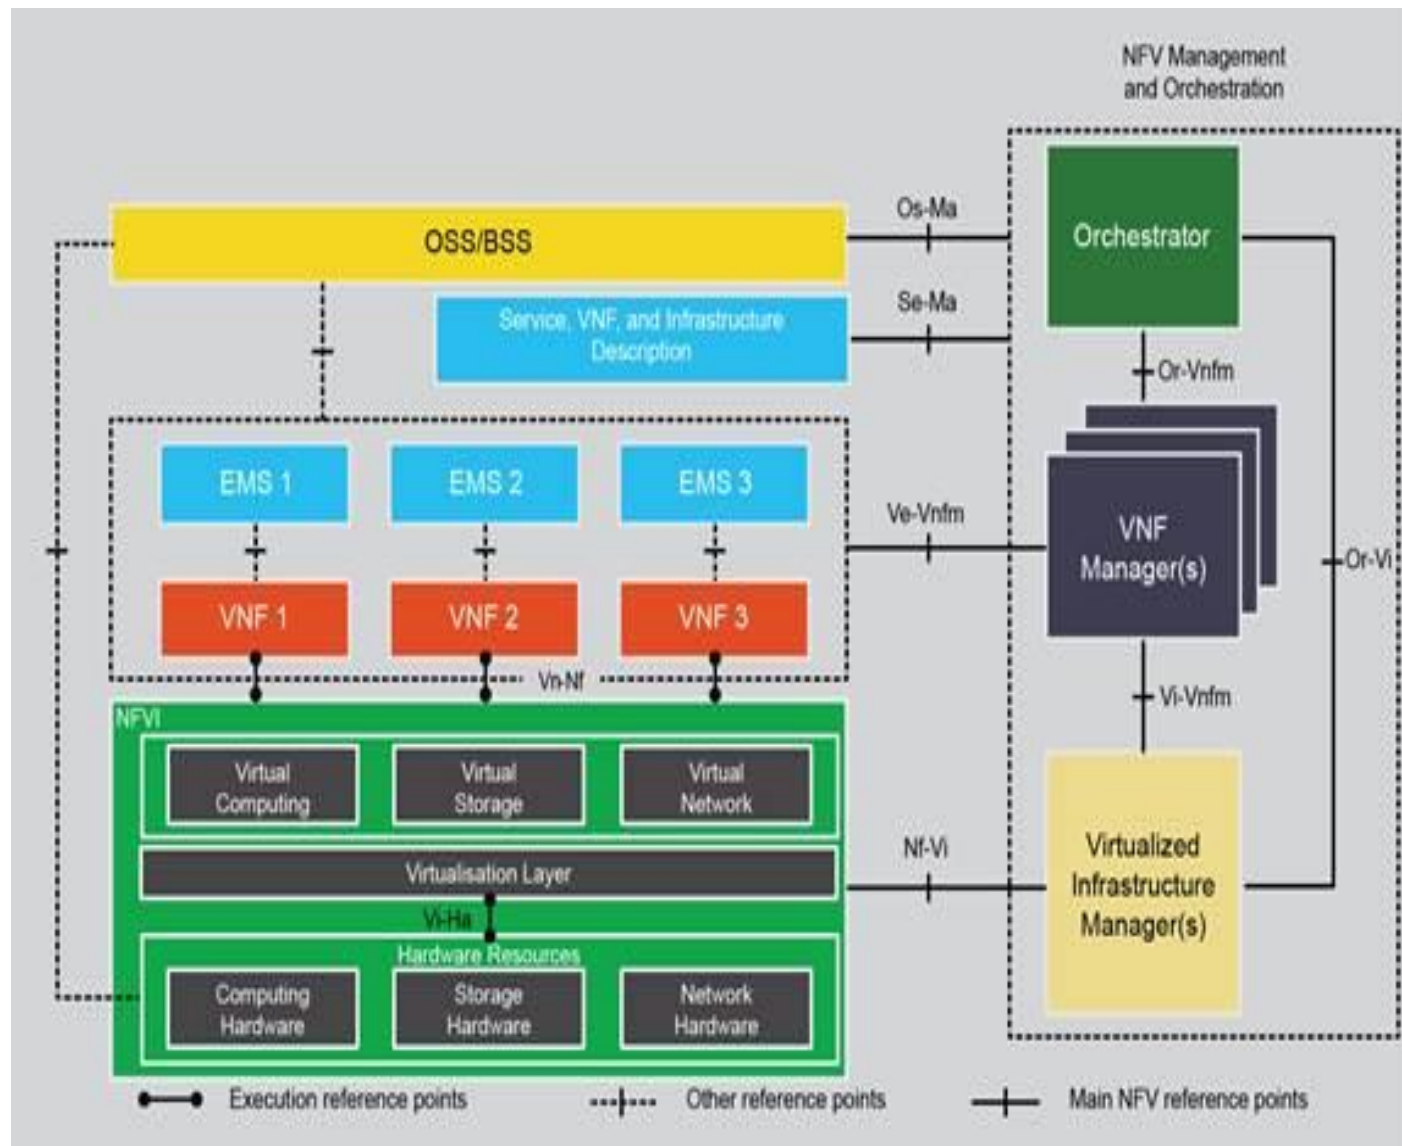 NFV Management
and Orchestration
Os-Ma
OSS/BSS
Orchestrator
Se-Ma
Service, VNF, and Infrastructure
Description
Or-Vnfm
EMS 1
EMS 2
EMS 3
Ve-Vnfm
VNF
Manager(s)
Or-Vi
VNF 1
VNF 2
VNF 3
Vn-Nf
Vi-Vnfm
NFVI
Virtual
Computing
Virtual
Storage
Virtual
Network
Nf-Vi
Virtualized
Infrastructure
Manager(s)
Virtualisation Layer
Vi-Ha
Hardware Resources
Computing
Hardware
Storage
Hardware
Network
Hardware
Execution reference points
Other reference points
Main NFV reference points